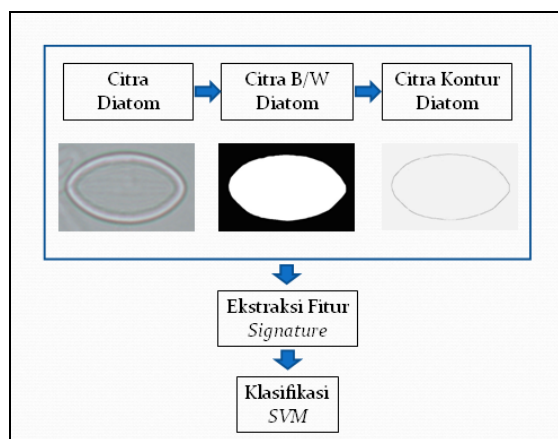 Citra
Diatom
Citra B/W
Diatom
Citra Kontur
Diatom
Ekstraksi Fitur
Signature
Klasifikasi
SVM